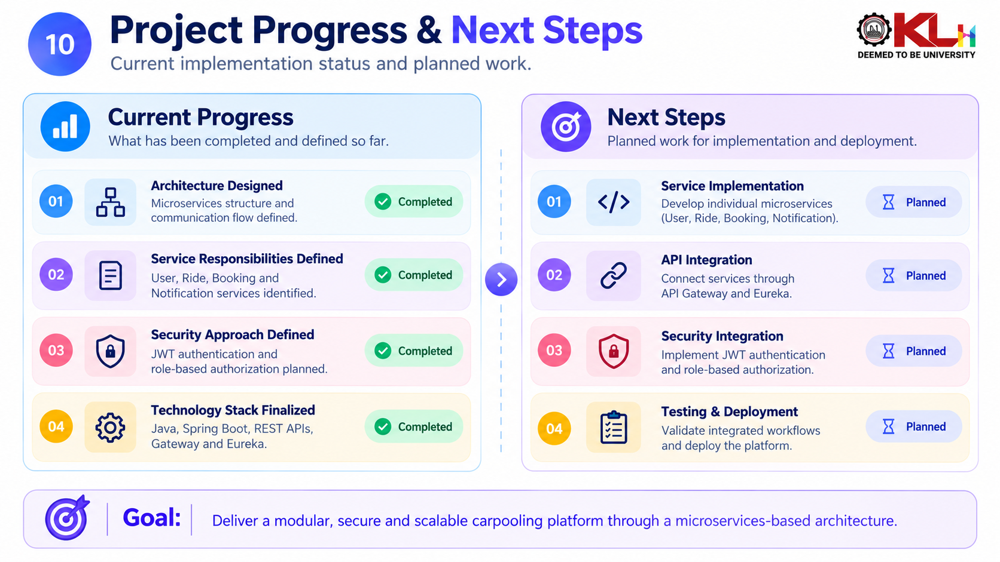 10
Project Progress & Next Steps
Current implementation status and planned work.
KLH
DEEMED TO BE UNIVERSITY
Current Progress
What has been completed and defined so far.
01
Architecture Designed
Microservices structure and
communication flow defined.
Completed
02
Service Responsibilities Defined
User, Ride, Booking and
Notification services identified.
Completed
03
Security Approach Defined
JWT authentication and
role-based authorization planned.
Completed
04
Technology Stack Finalized
Java, Spring Boot, REST APIs,
Gateway and Eureka.
Completed
Next Steps
Planned work for implementation and deployment.
01
Service Implementation
Develop individual microservices
(User, Ride, Booking, Notification).
Planned
02
API Integration
Connect services through
API Gateway and Eureka.
Planned
03
Security Integration
Implement JWT authentication
and role-based authorization.
Planned
04
Testing & Deployment
Validate integrated workflows
and deploy the platform.
Planned
Goal:
Deliver a modular, secure and scalable carpooling platform through a microservices-based architecture.